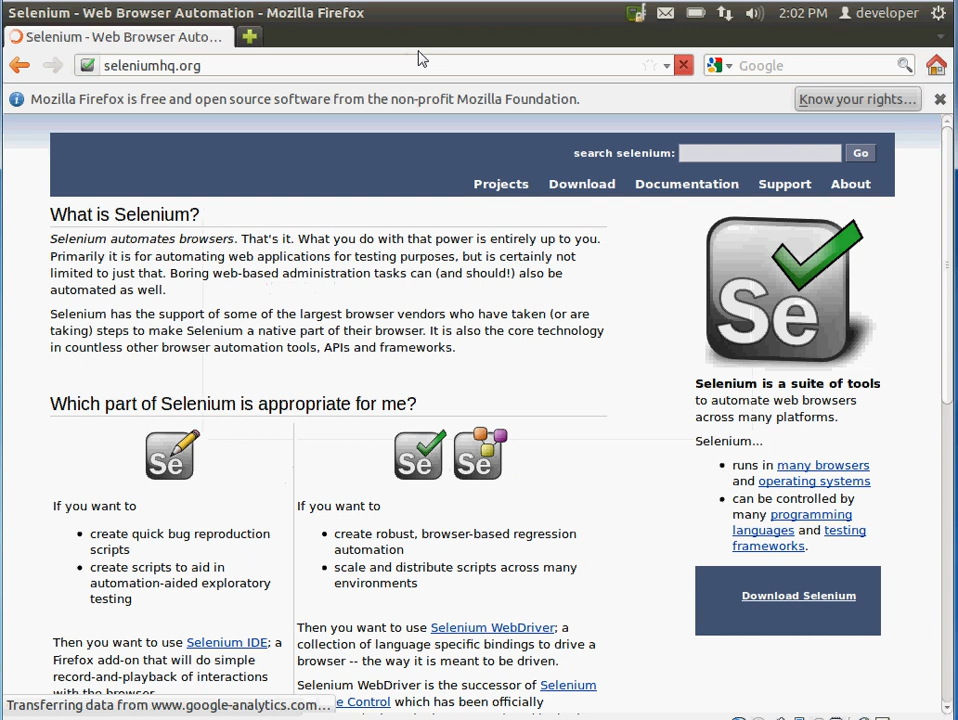 Selenium - Web Browser Automation - Mozilla Firefox
2:02 PM developer
Selenium - Web Browser Auto...
seleniumhq.org
Google
Mozilla Firefox is free and open source software from the non-profit Mozilla Foundation.
Know your rights...
search selenium: Go
Projects Download Documentation Support About
What is Selenium?
Selenium automates browsers. That's it. What you do with that power is entirely up to you.
Primarily it is for automating web applications for testing purposes, but is certainly not
limited to just that. Boring web-based administration tasks can (and should!) also be
automated as well.
Selenium has the support of some of the largest browser vendors who have taken (or are
taking) steps to make Selenium a native part of their browser. It is also the core technology
in countless other browser automation tools, APIs and frameworks.
Which part of Selenium is appropriate for me?
Se
If you want to
• create quick bug reproduction
scripts
• create scripts to aid in
automation-aided exploratory
testing
Then you want to use Selenium IDE; a
Firefox add-on that will do simple
record-and-playback of interactions
with the browser.
Se Se
If you want to
• create robust, browser-based regression
automation
• scale and distribute scripts across many
environments
Then you want to use Selenium WebDriver; a
collection of language specific bindings to drive a
browser -- the way it is meant to be driven.
Selenium WebDriver is the successor of Selenium
e Control which has been officially
Se
Selenium is a suite of tools
to automate web browsers
across many platforms.
Selenium...
• runs in many browsers
and operating systems
• can be controlled by
many programming
languages and testing
frameworks.
Download Selenium
Transferring data from www.google-analytics.com...